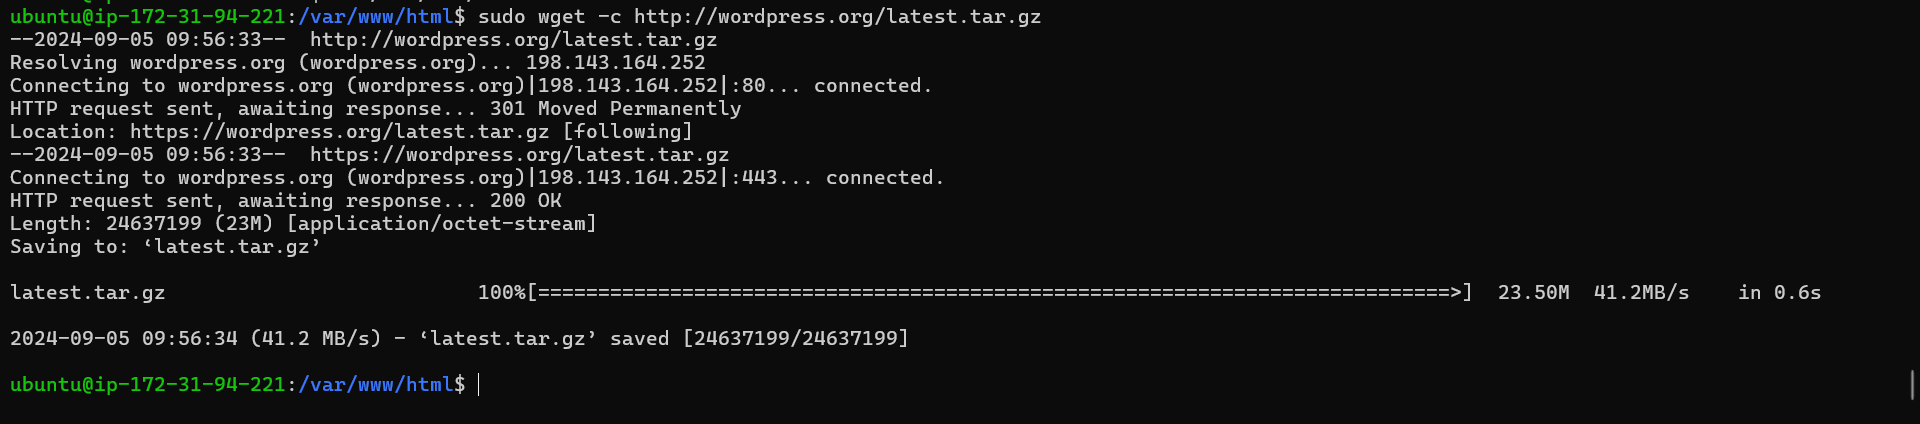 ubuntu@ip-172-31-94-221:/var/www/html$ sudo wget -c http://wordpress.org/latest.tar.gz
--2024-09-05 09:56:33--  http://wordpress.org/latest.tar.gz
Resolving wordpress.org (wordpress.org)... 198.143.164.252
Connecting to wordpress.org (wordpress.org)|198.143.164.252|:80... connected.
HTTP request sent, awaiting response... 301 Moved Permanently
Location: https://wordpress.org/latest.tar.gz [following]
--2024-09-05 09:56:33--  https://wordpress.org/latest.tar.gz
Connecting to wordpress.org (wordpress.org)|198.143.164.252|:443... connected.
HTTP request sent, awaiting response... 200 OK
Length: 24637199 (23M) [application/octet-stream]
Saving to: ‘latest.tar.gz’
latest.tar.gz                          100%[============================================================================>]  23.50M  41.2MB/s    in 0.6s
2024-09-05 09:56:34 (41.2 MB/s) - ‘latest.tar.gz’ saved [24637199/24637199]
ubuntu@ip-172-31-94-221:/var/www/html$